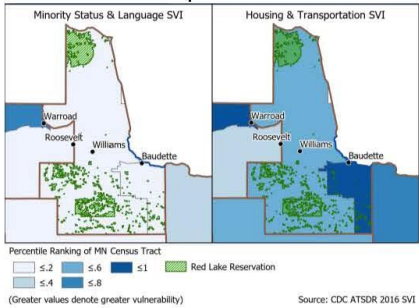 Minority Status & Language SVI
Housing & Transportation SVI
Warroad
Roosevelt
Williams
Baudette
Warroad
Roosevelt
Williams
Baudette
Percentile Ranking of MN Census Tract
≤.2 ≤.6 ≤1 Red Lake Reservation
≤.4 ≤.8
(Greater values denote greater vulnerability) Source: CDC ATSDR 2016 SVI